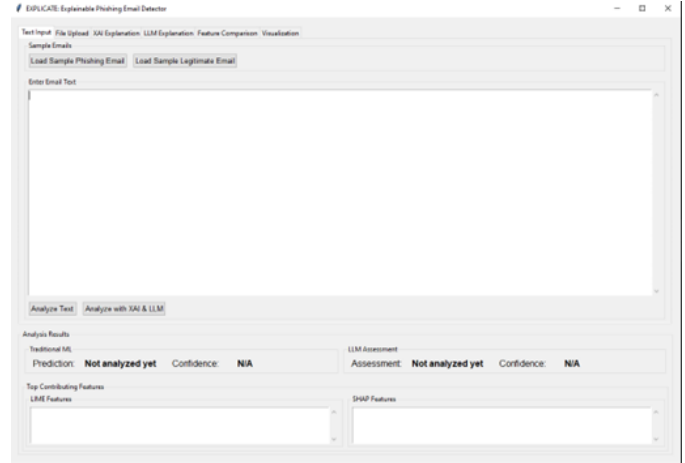 EXPLICATE: Explainable Phishing Email Detector
Text Input File Upload XAI Explanation LLM Explanation Feature Comparison Visualization
Sample Emails
Load Sample Phishing Email Load Sample Legitimate Email
Enter Email Text
Analyze Text Analyze with XAI & LLM
Analysis Results
Traditional ML LLM Assessment
Prediction: Not analyzed yet Confidence: N/A Assessment: Not analyzed yet Confidence: N/A
Top Contributing Features
LIME Features SHAP Features